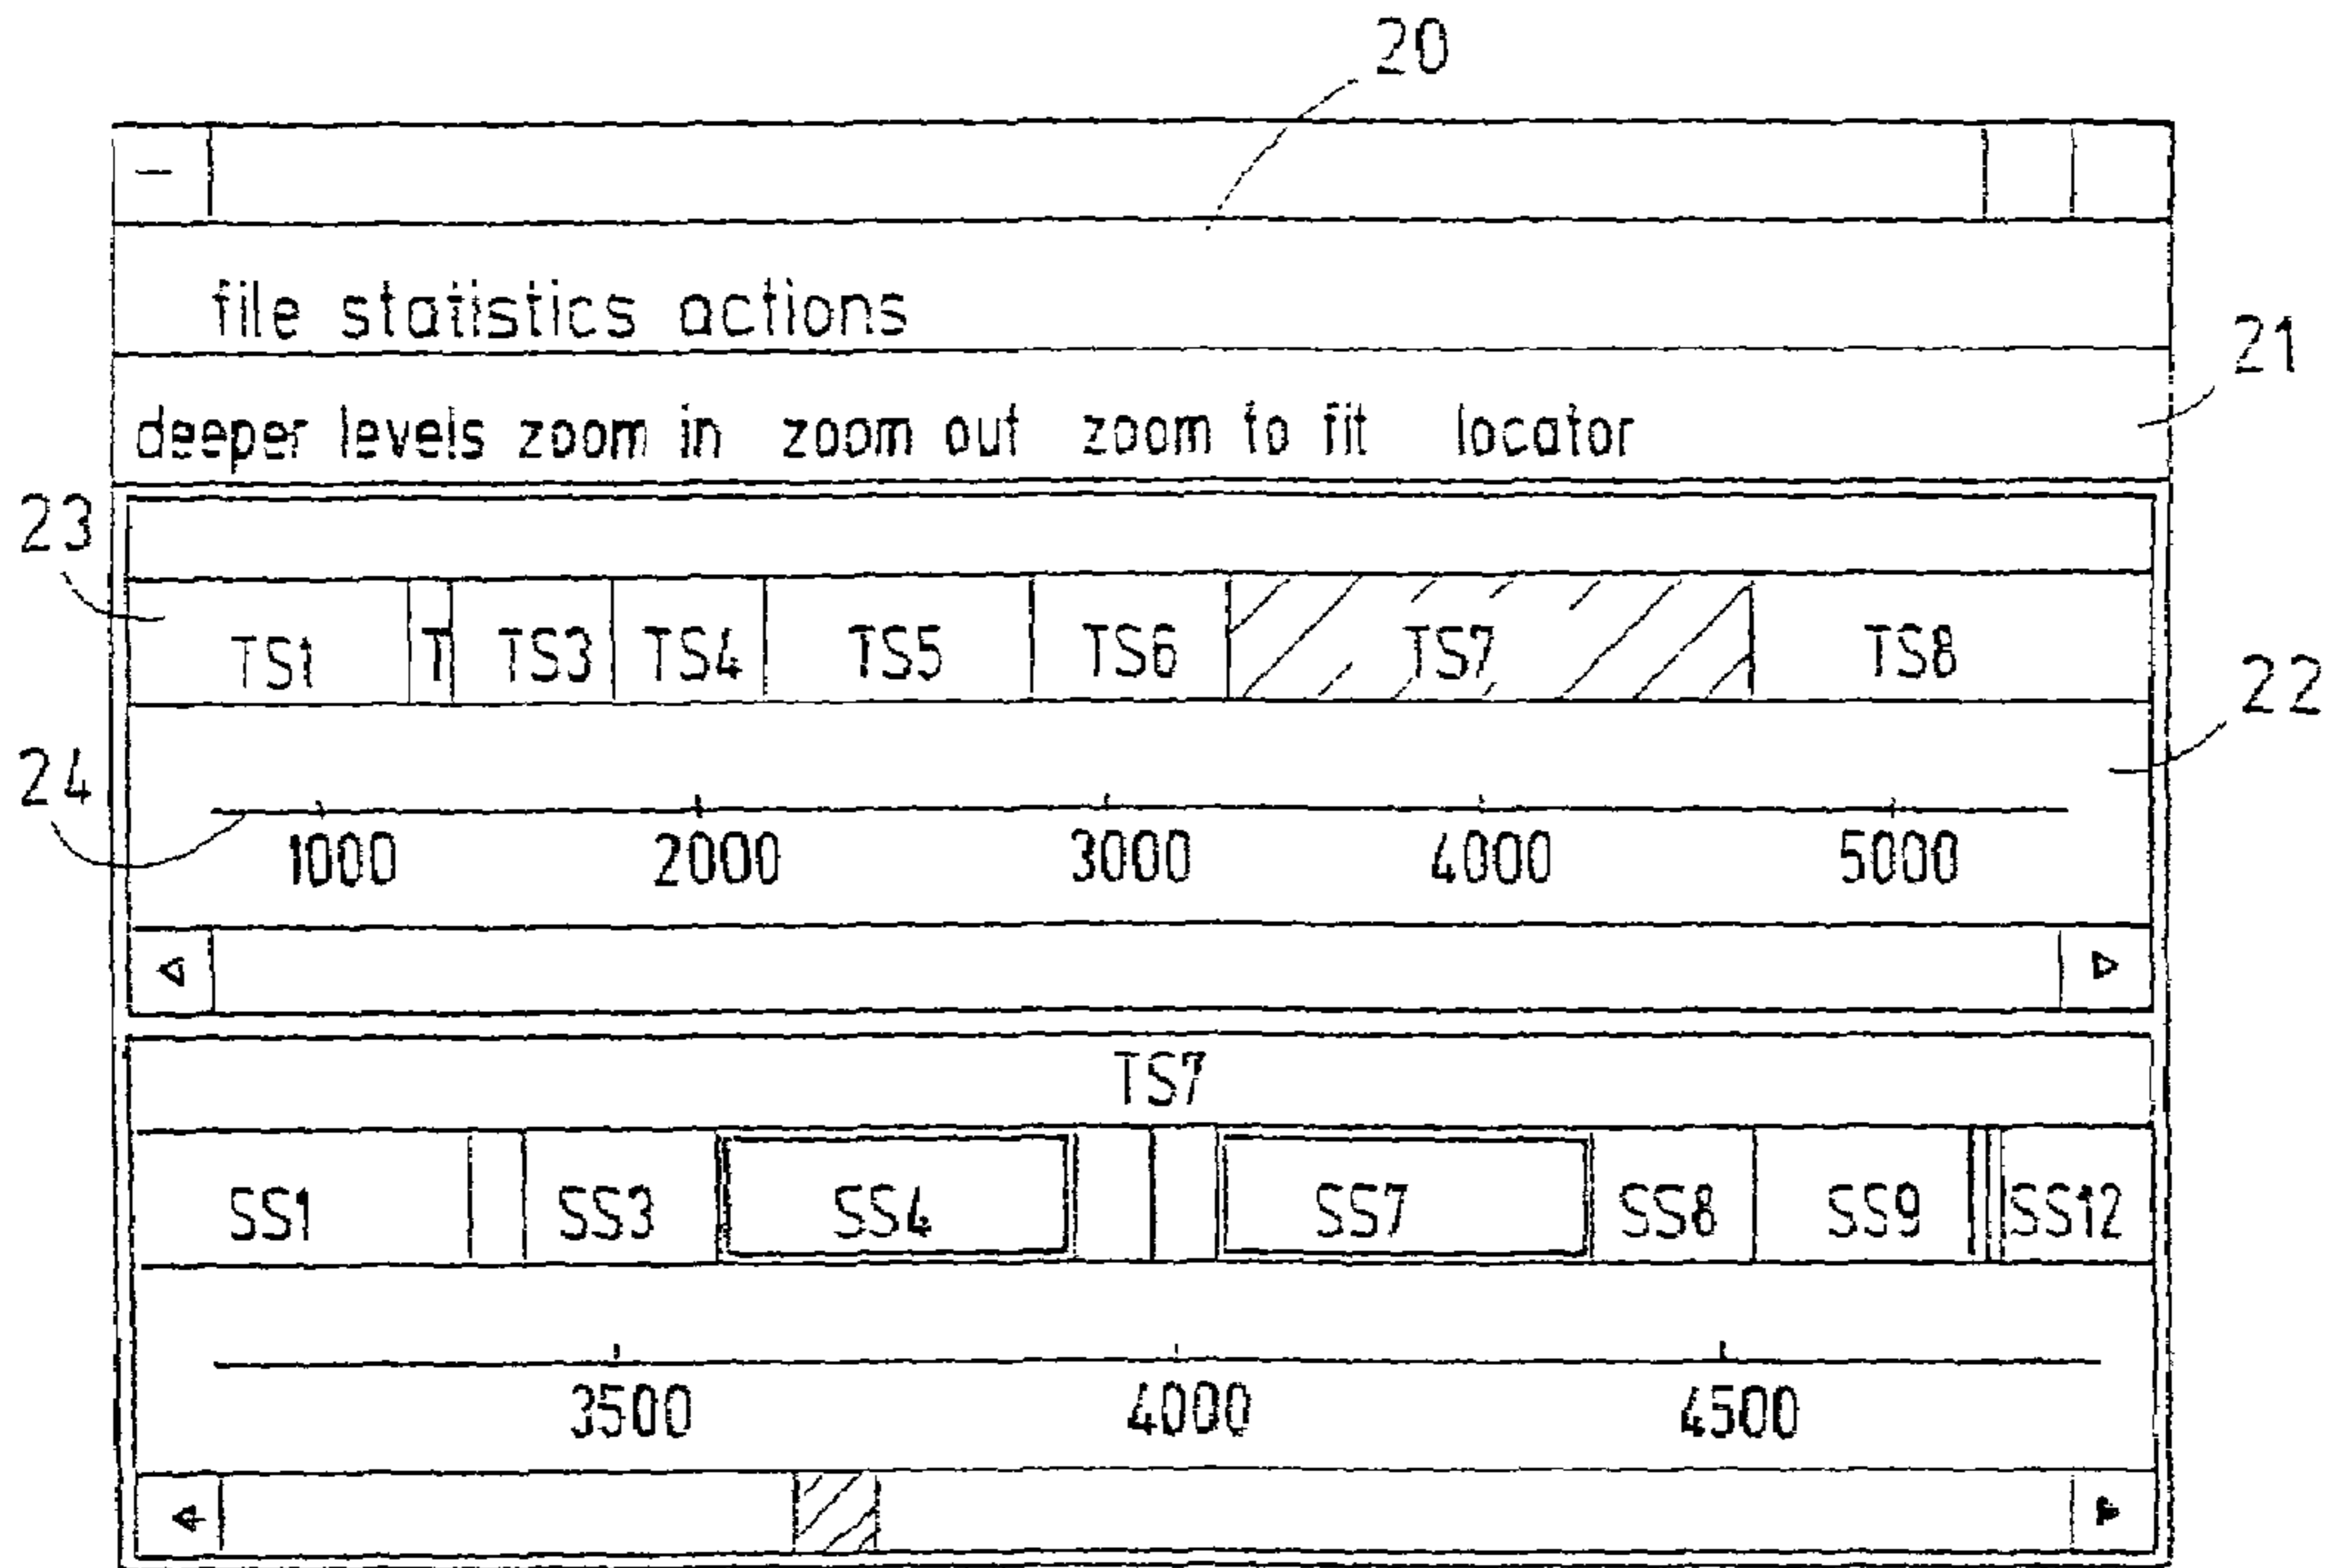 20
file statistics actions
21
deeper levels zoom in zoom out zoom to fit locator
23
TS1 T TS3 TS4 TS5 TS6 TS7 TS8
22
24
1000 2000 3000 4000 5000
TS7
SS1 SS3 SS4 SS7 SS8 SS9 SS12
3500 4000 4500